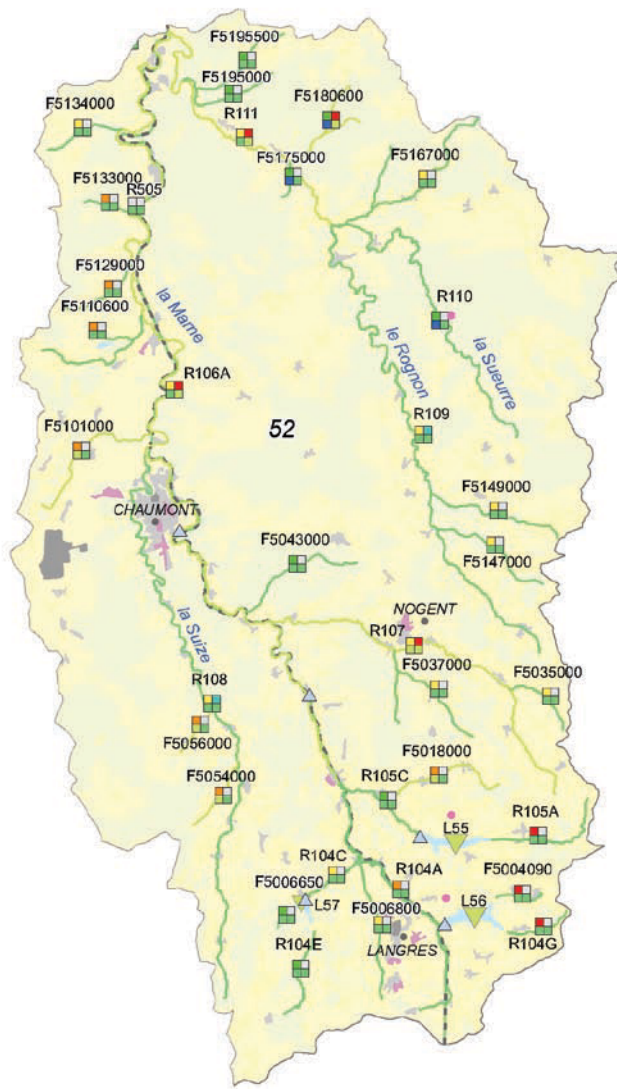 F5195500
F5195000
F5134000
R111
F5180600
F5175000
F5167000
F5133000
R505
F5129000
la Marne
F5110600
R110
le Rognon
la Sueurre
R106A
R109
52
F5101000
CHAUMONT
F5149000
F5043000
F5147000
la Suize
NOGENT
R107
F5037000
F5035000
R108
F5056000
F5018000
F5054000
R105C
L55
R105A
R104C
R104A
F5004090
F5006650
L57
L56
F5006800
R104E
LANGRES
R104G